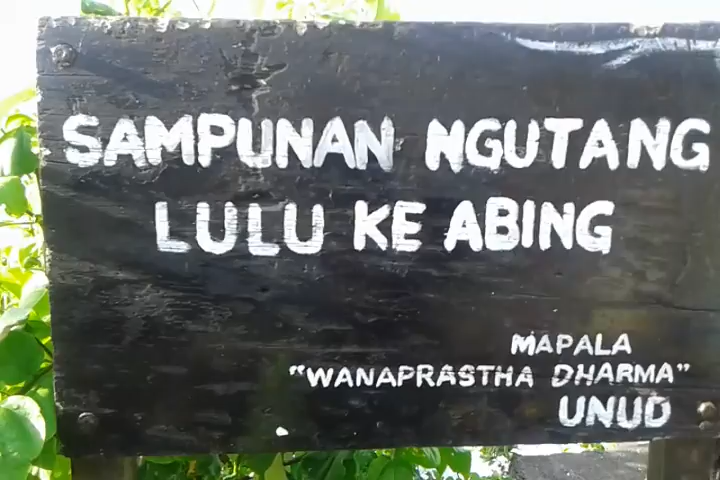 SAMPUNAN NGUTANG
LULU KE ABING
MAPALA
"WANAPRASTHA DHARMA"
UNUD